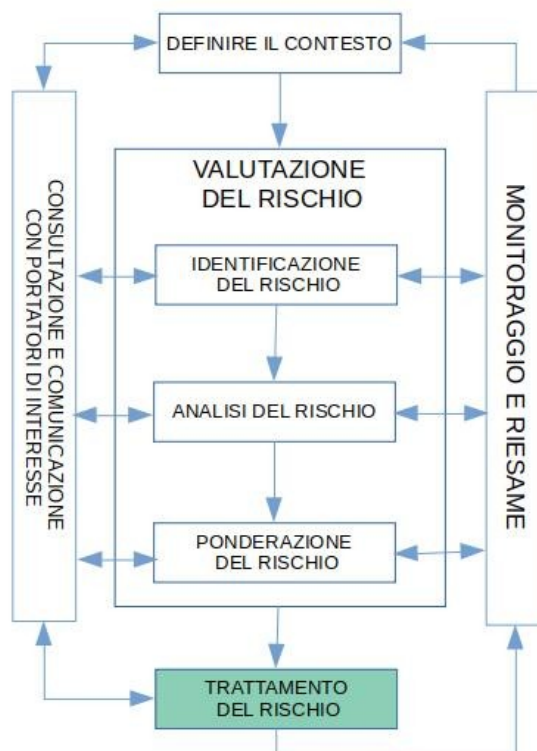 DEFINIRE IL CONTESTO
CONSULTAZIONE E COMUNICAZIONE
CON PORTATORI DI INTERESSE
VALUTAZIONE
DEL RISCHIO
IDENTIFICAZIONE
DEL RISCHIO
ANALISI DEL RISCHIO
PONDERAZIONE
DEL RISCHIO
MONITORAGGIO E RIESAME
TRATTAMENTO
DEL RISCHIO